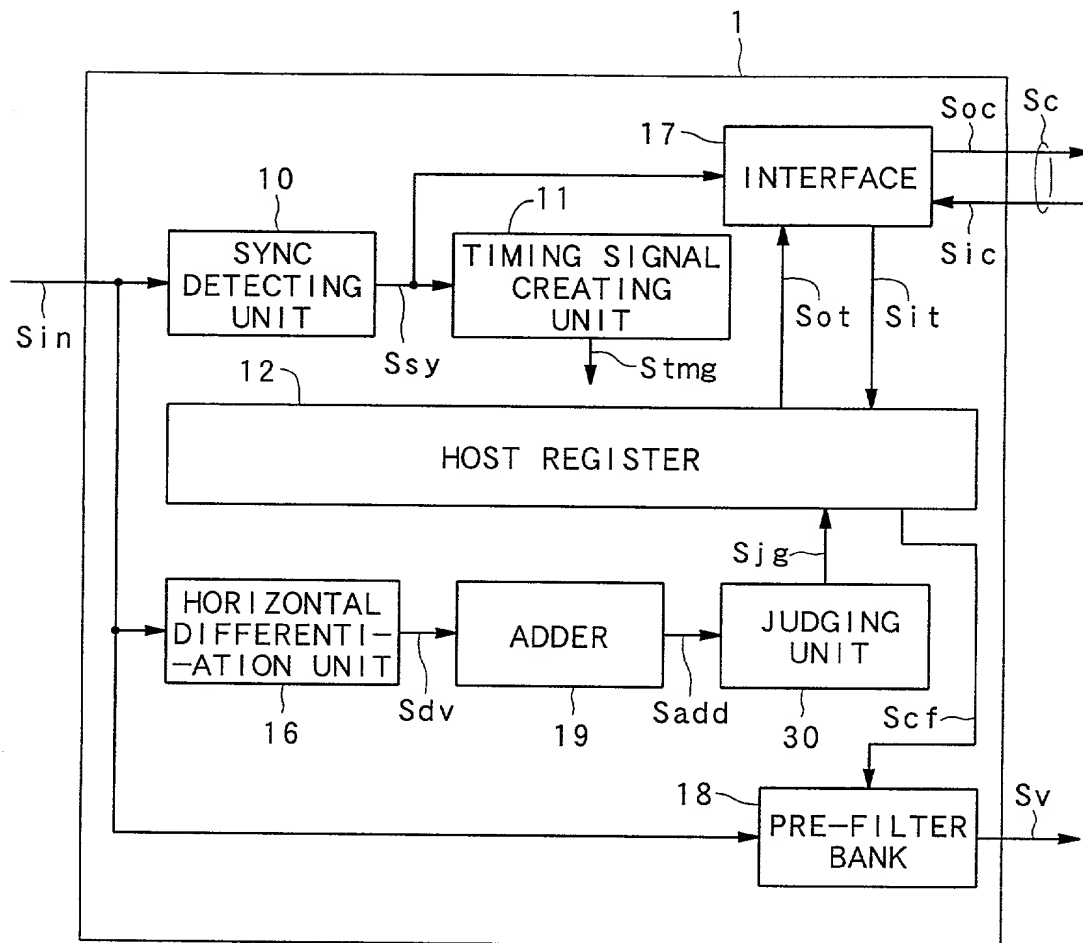 1
Soc
Sc
17
INTERFACE
10
11
Sic
SYNC
DETECTING
UNIT
TIMING SIGNAL
CREATING
UNIT
Sin
Ssy
Stmg
Sot
Sit
12
HOST REGISTER
Sjg
HORIZONTAL
DIFFERENTI-
-ATION UNIT
ADDER
JUDGING
UNIT
16
Sdv
19
Sadd
30
Scf
18
PRE-FILTER
BANK
Sv